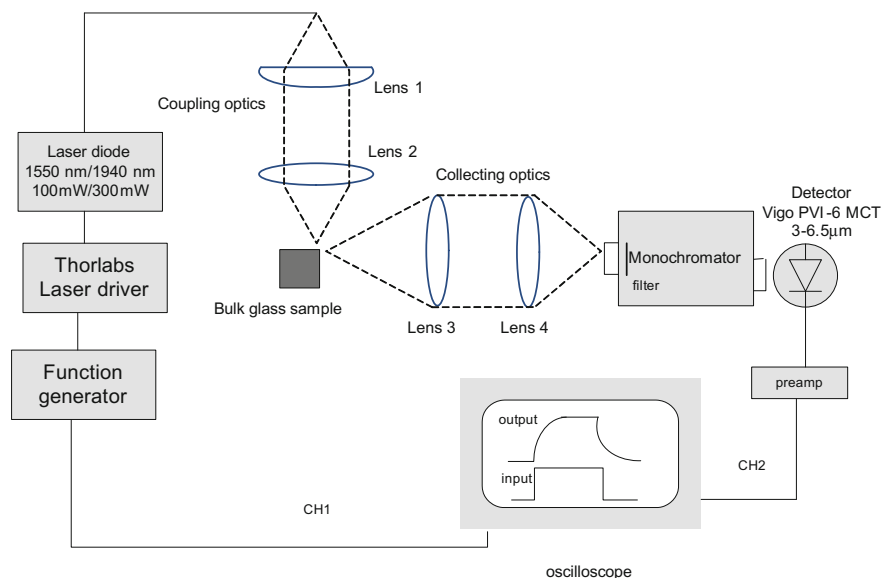 Lens 1
Coupling optics
Laser diode
1550 nm/1940 nm
100mW/300mW
Lens 2
Collecting optics
Detector
Vigo PVI-6 MCT
3-6.5µm
Thorlabs
Laser driver
Monochromator
filter
Bulk glass sample
Lens 3
Lens 4
Function
generator
preamp
output
input
CH2
CH1
oscilloscope